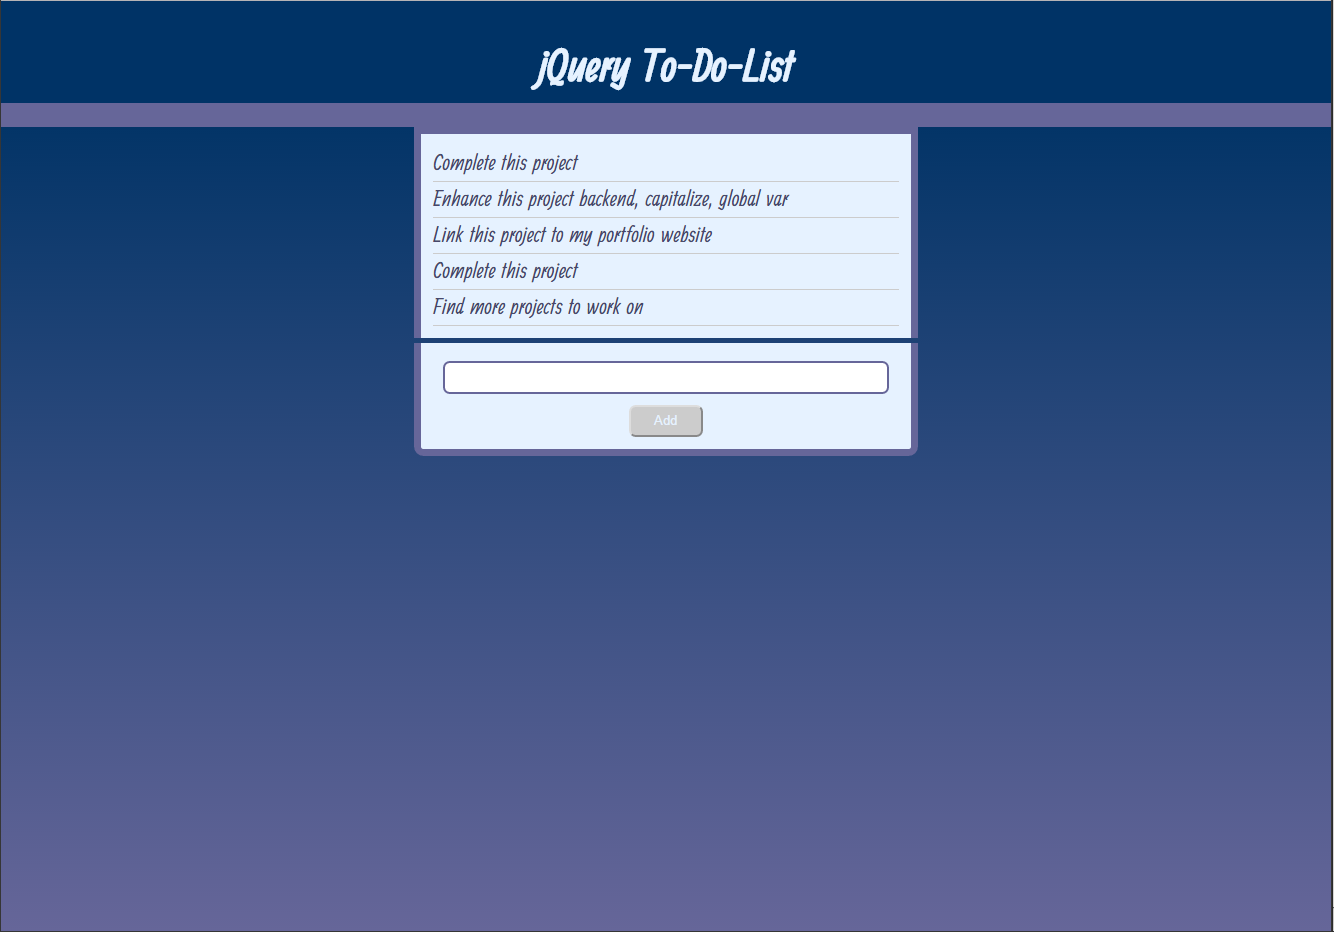 jQuery To-Do-List
Complete this project
Enhance this project backend, capitalize, global var
Link this project to my portfolio website
Complete this project
Find more projects to work on
Add